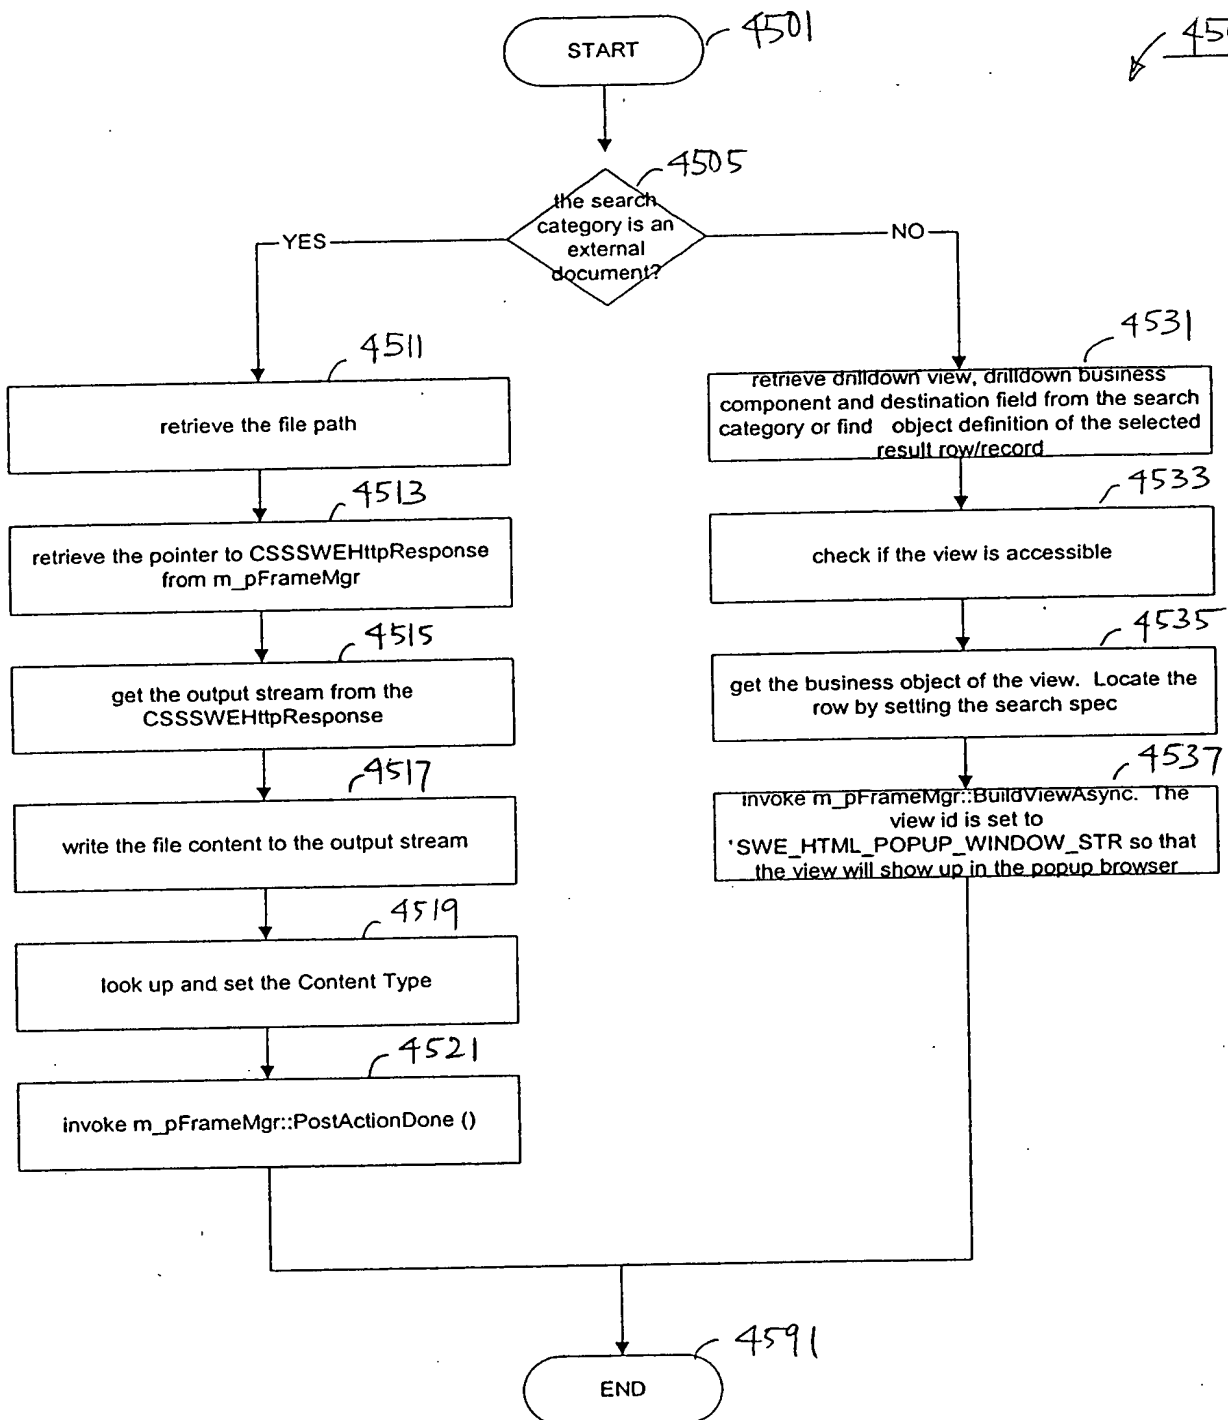 START
4501
4505
the search
category is an
external
document?
YES
NO
4511
retrieve the file path
4513
retrieve the pointer to CSSSWEHttpResponse
from m_pFrameMgr
4515
get the output stream from the
CSSSWEHttpResponse
4517
write the file content to the output stream
4519
look up and set the Content Type
4521
invoke m_pFrameMgr::PostActionDone ()
4531
retrieve drilldown view, drilldown business
component and destination field from the search
category or find object definition of the selected
result row/record
4533
check if the view is accessible
4535
get the business object of the view. Locate the
row by setting the search spec
4537
invoke m_pFrameMgr::BuildViewAsync. The
view id is set to
'SWE_HTML_POPUP_WINDOW_STR so that
the view will show up in the popup browser
4591
END